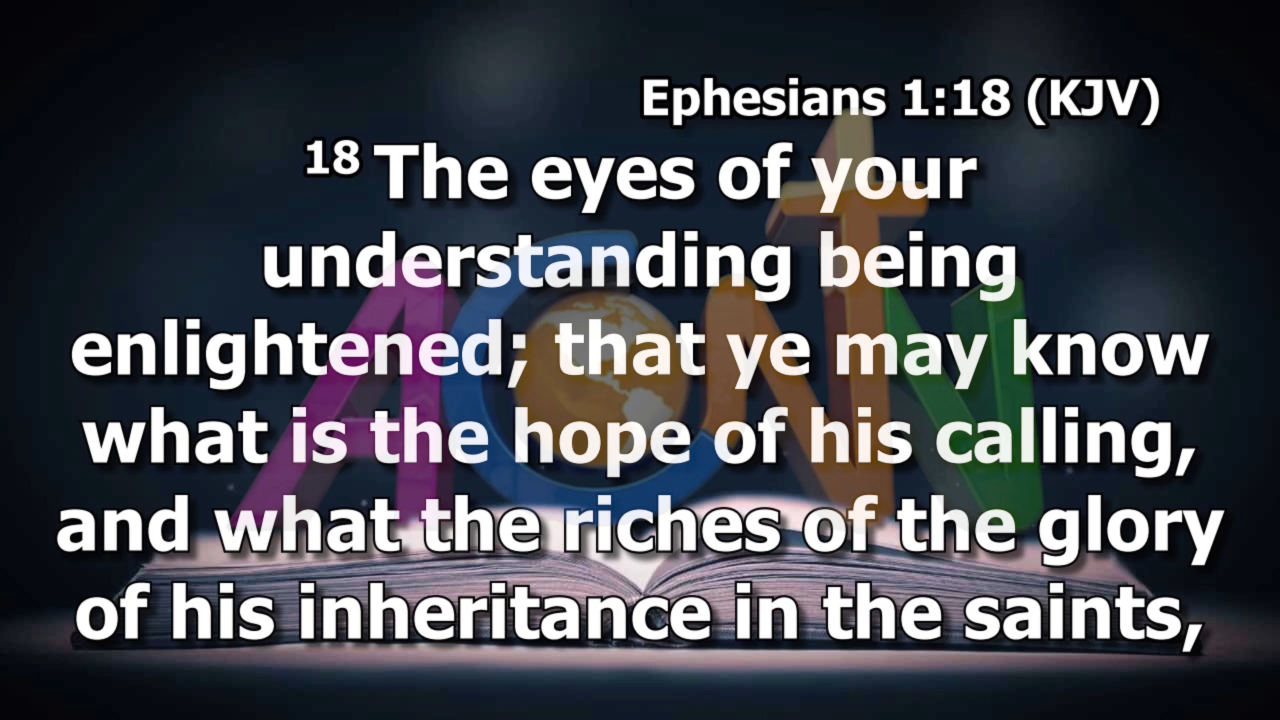 Ephesians 1:18 (KJV)
18 The eyes of your
understanding being
enlightened; that ye may know
what is the hope of his calling,
and what the riches of the glory
of his inheritance in the saints,
ACNTV